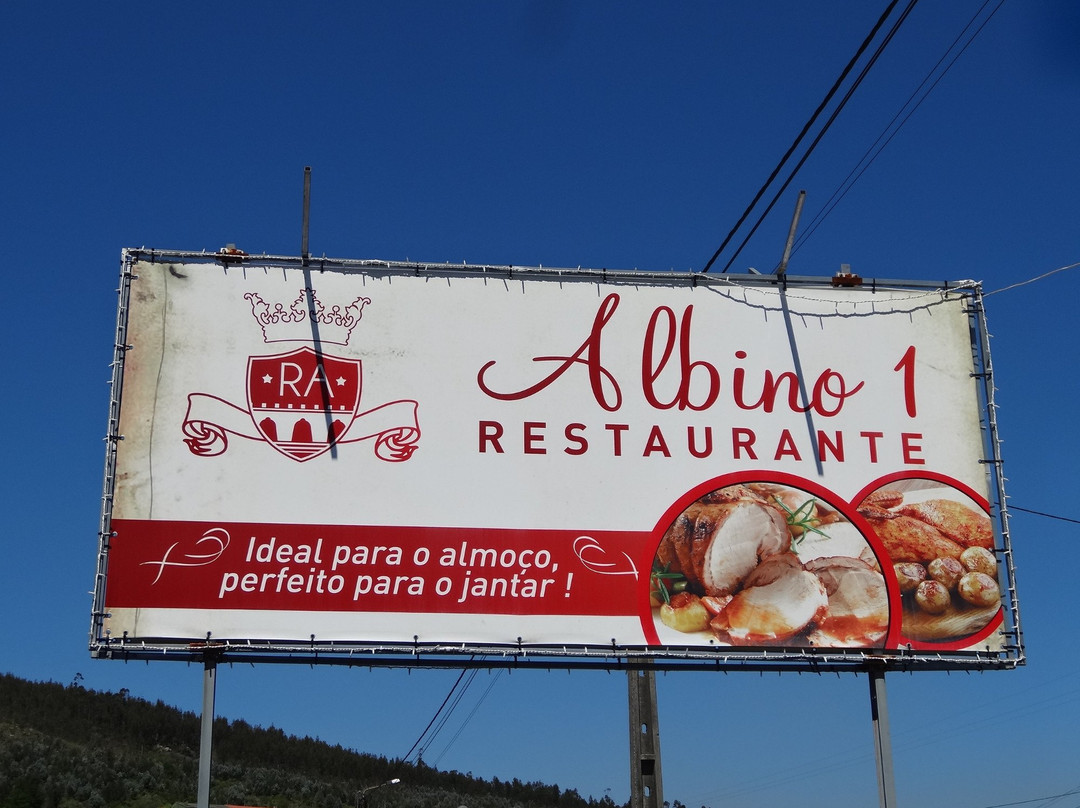 RA
Albino 1
RESTAURANTE
Ideal para o almoço,
perfeito para o jantar !